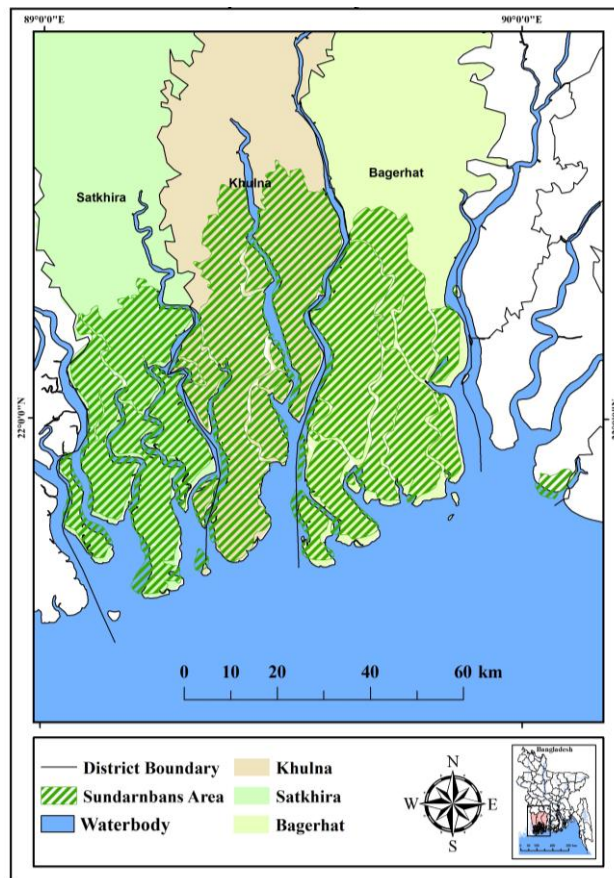 89°0'0"E
90°0'0"E
Satkhira
Khulna
Bagerhat
22°0'0"N
0 10 20 40 60 km
District Boundary
Sundarnbans Area
Waterbody
Khulna
Satkhira
Bagerhat
N
W E
S
Bangladesh